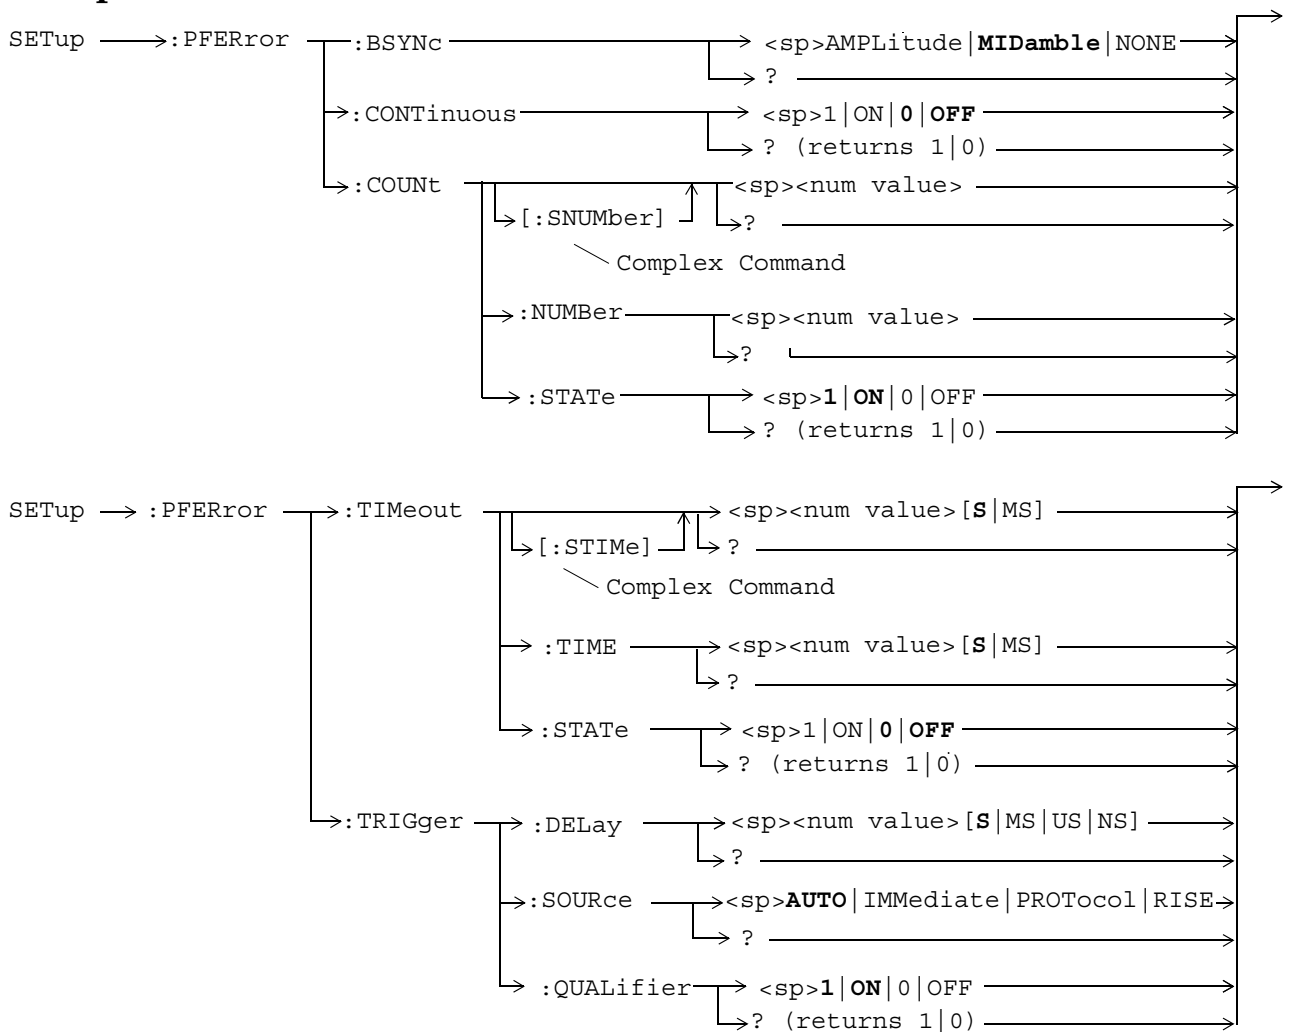 SETup :PFERror :BSYNc <sp>AMPLitude|MIDamble|NONE
?
:CONTinuous <sp>1|ON|0|OFF
? (returns 1|0)
:COUNt <sp><num value>
[:SNUMber] ?
Complex Command
:NUMBer <sp><num value>
?
:STATe <sp>1|ON|0|OFF
? (returns 1|0)
SETup :PFERror :TIMeout <sp><num value>[S|MS]
[:STIMe] ?
Complex Command
:TIME <sp><num value>[S|MS]
?
:STATe <sp>1|ON|0|OFF
? (returns 1|0)
:TRIGger :DELay <sp><num value>[S|MS|US|NS]
?
:SOURce <sp>AUTO|IMMediate|PROTocol|RISE
?
:QUALifier <sp>1|ON|0|OFF
? (returns 1|0)